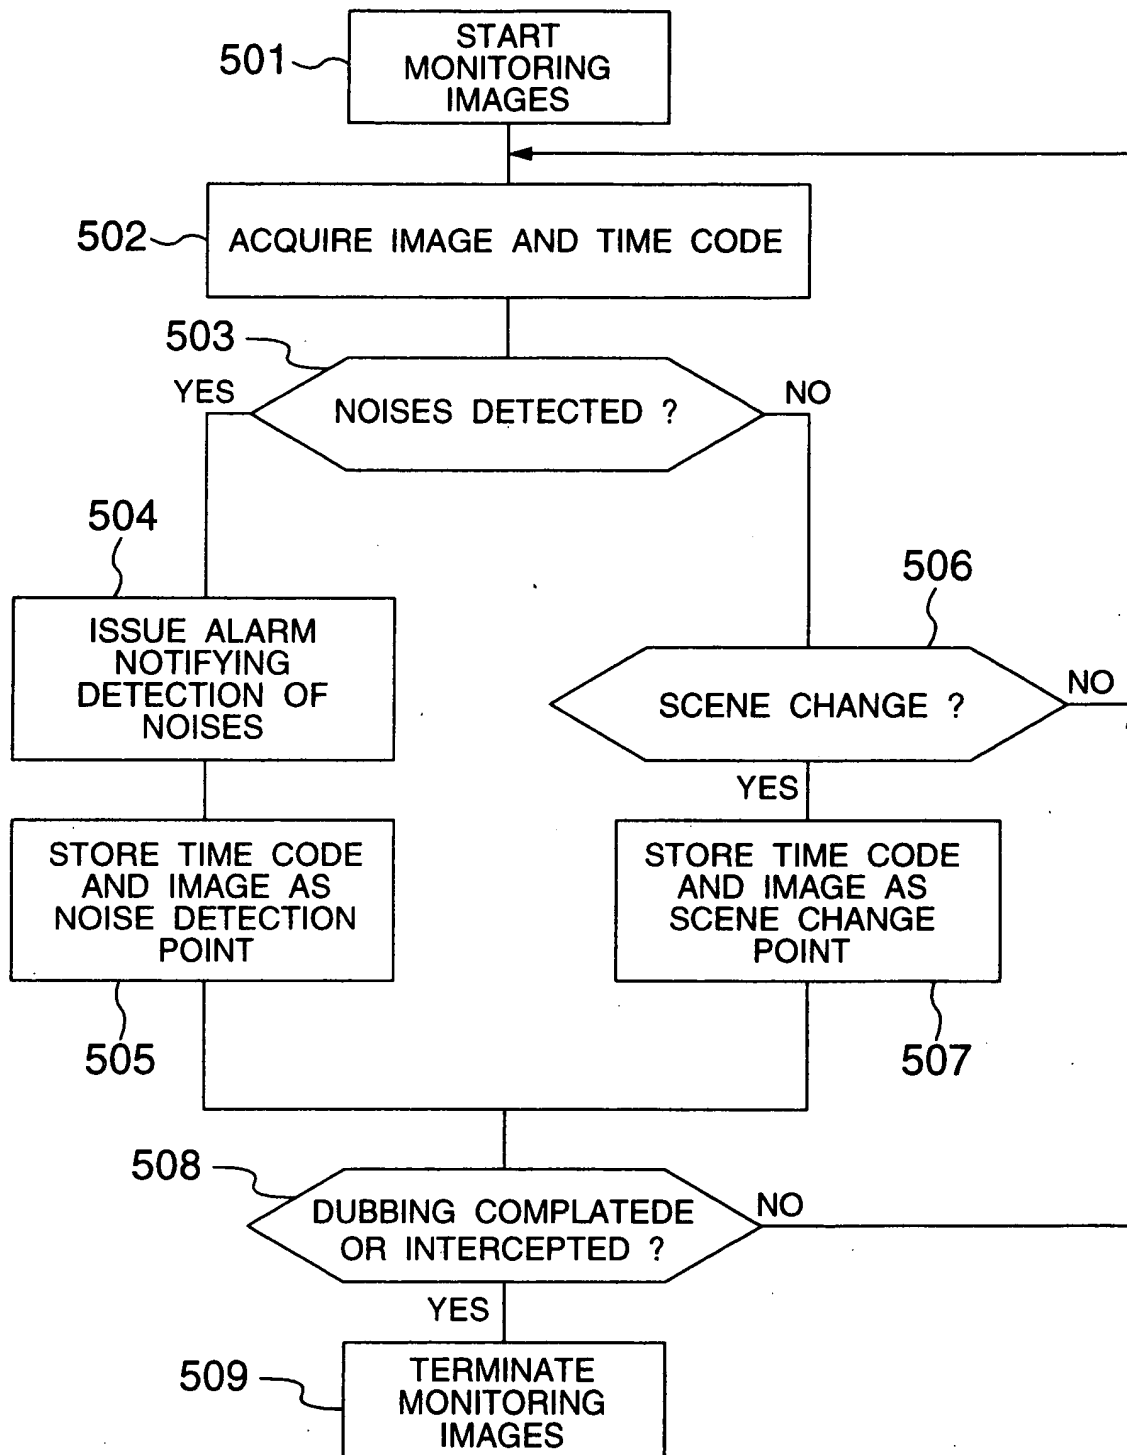 501
START
MONITORING
IMAGES
502
ACQUIRE IMAGE AND TIME CODE
503
YES
NOISES DETECTED ?
NO
504
ISSUE ALARM
NOTIFYING
DETECTION OF
NOISES
506
SCENE CHANGE ?
NO
YES
STORE TIME CODE
AND IMAGE AS
NOISE DETECTION
POINT
505
STORE TIME CODE
AND IMAGE AS
SCENE CHANGE
POINT
507
508
DUBBING COMPLATEDE
OR INTERCEPTED ?
NO
YES
509
TERMINATE
MONITORING
IMAGES